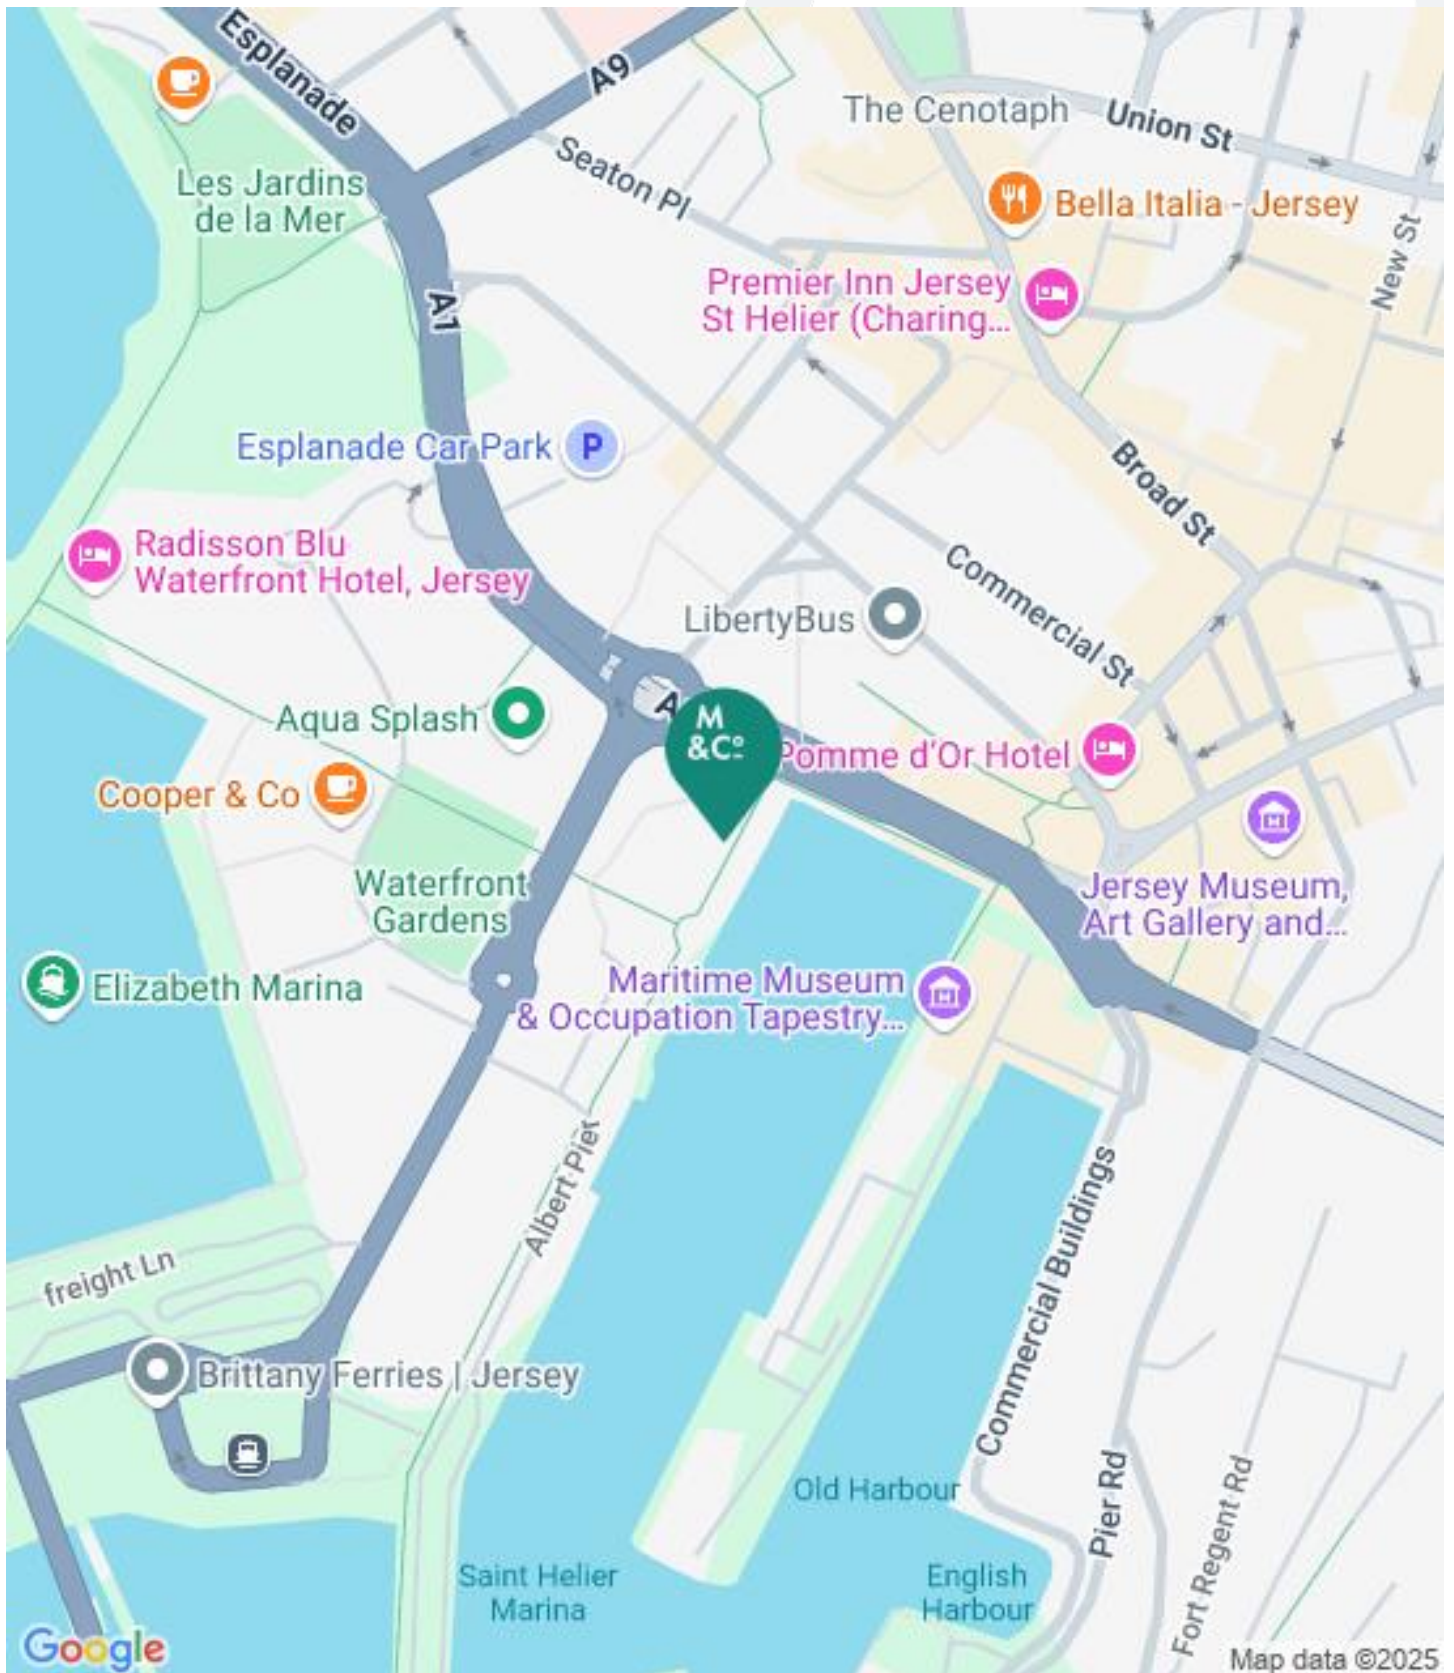 Esplanade
A9
The Cenotaph
Union St
Seaton Pl
Les Jardins
de la Mer
Bella Italia - Jersey
New St
A1
Premier Inn Jersey
St Helier (Charing...
Esplanade Car Park
P
Broad St
Radisson Blu
Waterfront Hotel, Jersey
Commercial St
LibertyBus
Aqua Splash
A
M
&Co
Pomme d'Or Hotel
Cooper & Co
Waterfront
Gardens
Jersey Museum,
Art Gallery and...
Elizabeth Marina
Maritime Museum
& Occupation Tapestry...
Albert Pier
Commercial Buildings
freight Ln
Brittany Ferries | Jersey
Old Harbour
Pier Rd
Fort Regent Rd
Saint Helier
Marina
English
Harbour
Google
Map data ©2025